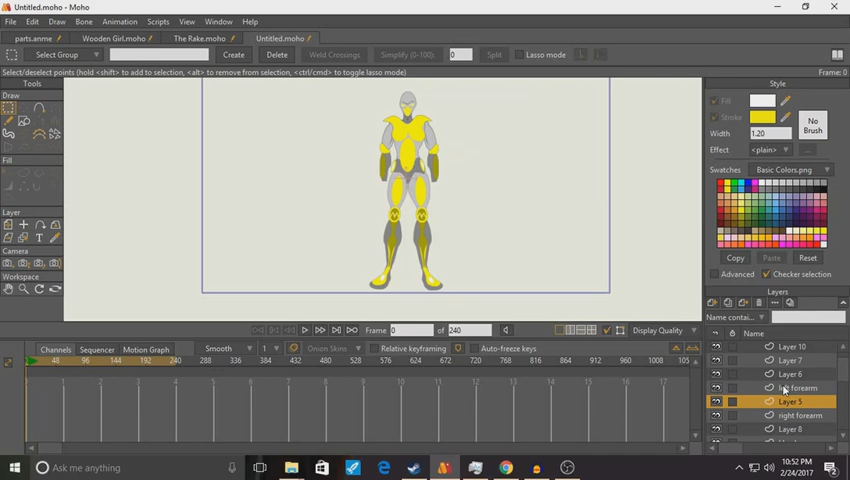 Untitled.moho - Moho
File Edit Draw Bone Animation Scripts View Window Help
parts.anme Wooden Girl.moho The Rake.moho Untitled.moho
Select Group Create Delete Weld Crossings Simplify (0-100): 0 Split Lasso mode
Select/deselect points (hold <shift> to add to selection, <alt> to remove from selection, <ctrl/cmd> to toggle lasso mode) Frame: 0
Tools
Draw
Fill
Layer
Camera
Workspace
Style
Fill
Stroke
Width 1.20
No Brush
Effect <plain>
Swatches Basic Colors.png
Copy Paste Reset
Advanced Checker selection
Layers
Name contai...
Name
Layer 10
Layer 7
Layer 6
left forearm
Layer 5
right forearm
Layer 8
Frame 0 of 240 Display Quality
Channels Sequencer Motion Graph Smooth 1 Onion Skins Relative keyframing Auto-freeze keys
48 96 144 192 240 288 336 384 432 480 528 576 624 672 720 768 816 864 912 960 1008 105
1 2 3 4 5 6 7 8 9 10 11 12 13 14 15 16 17
Ask me anything
10:52 PM
2/24/2017